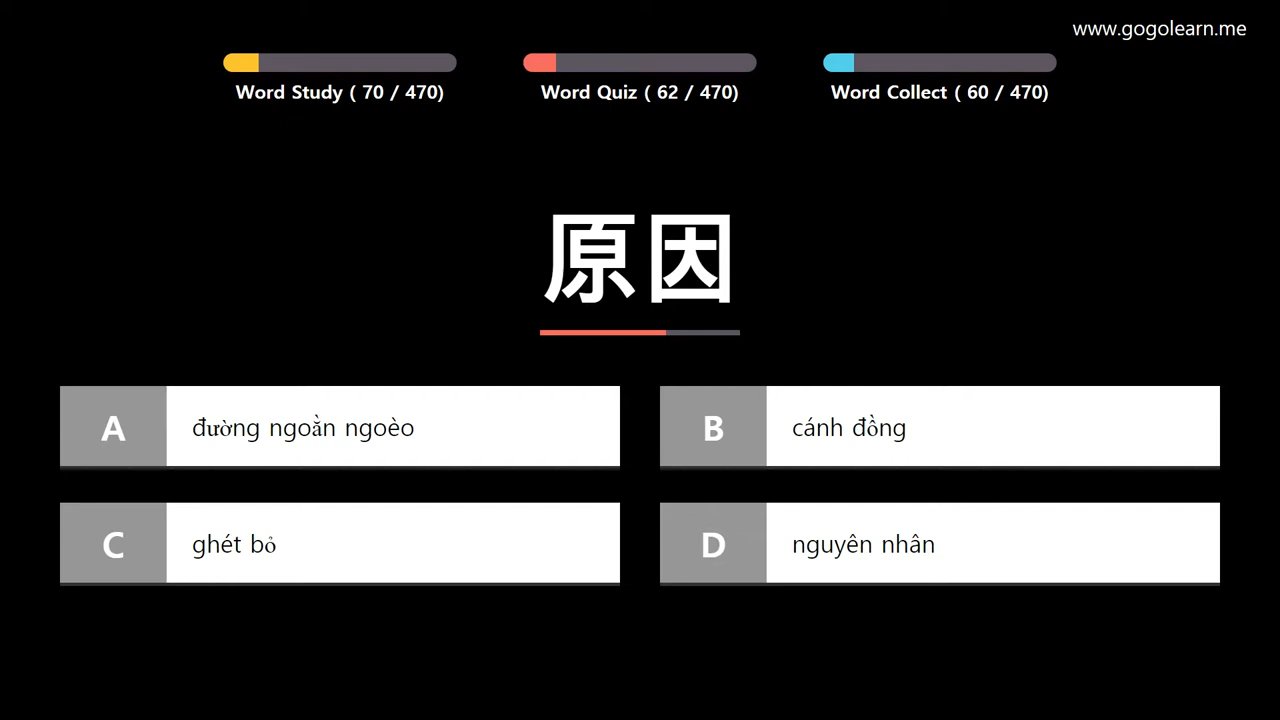 www.gogolearn.me
Word Study ( 70 / 470)
Word Quiz ( 62 / 470)
Word Collect ( 60 / 470)
原因
A
đường ngoằn ngoèo
B
cánh đồng
C
ghét bỏ
D
nguyên nhân